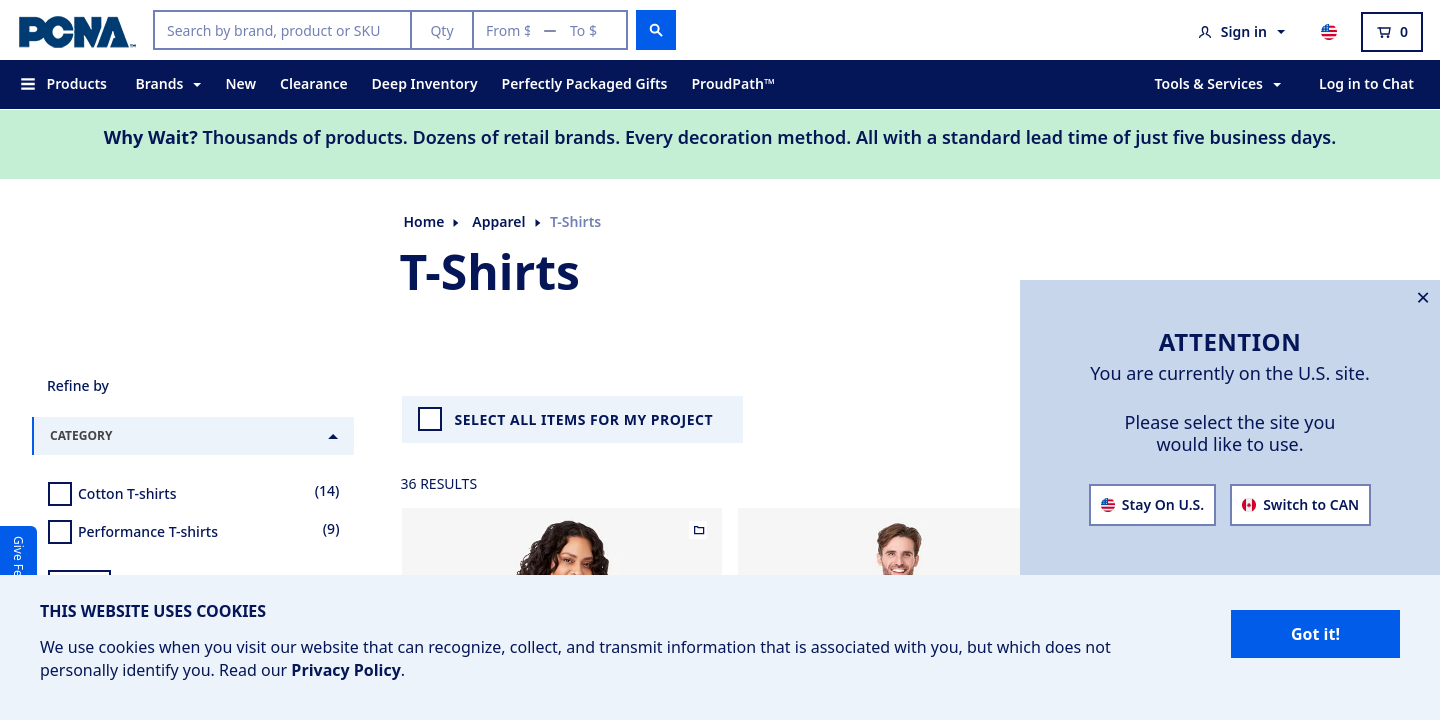 PCNA™
Search by brand, product or SKU
Qty
From $ — To $
Sign in
0
Products
Brands
New
Clearance
Deep Inventory
Perfectly Packaged Gifts
ProudPath™
Tools & Services
Log in to Chat
Why Wait? Thousands of products. Dozens of retail brands. Every decoration method. All with a standard lead time of just five business days.
Home
Apparel
T-Shirts
T-Shirts
Refine by
CATEGORY
Cotton T-shirts (14)
Performance T-shirts (9)
SELECT ALL ITEMS FOR MY PROJECT
36 RESULTS
ATTENTION
You are currently on the U.S. site.
Please select the site you
would like to use.
Stay On U.S.
Switch to CAN
Give Fe
THIS WEBSITE USES COOKIES
We use cookies when you visit our website that can recognize, collect, and transmit information that is associated with you, but which does not
personally identify you. Read our Privacy Policy.
Got it!